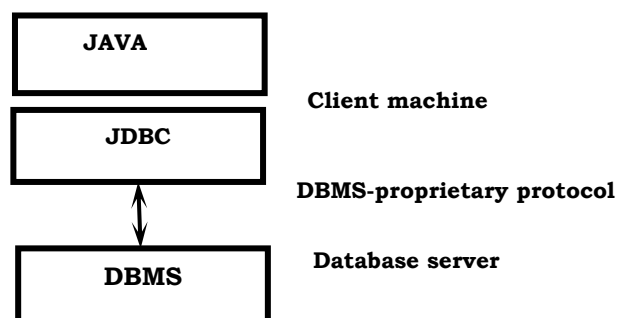 JAVA
Client machine
JDBC
DBMS-proprietary protocol
Database server
DBMS